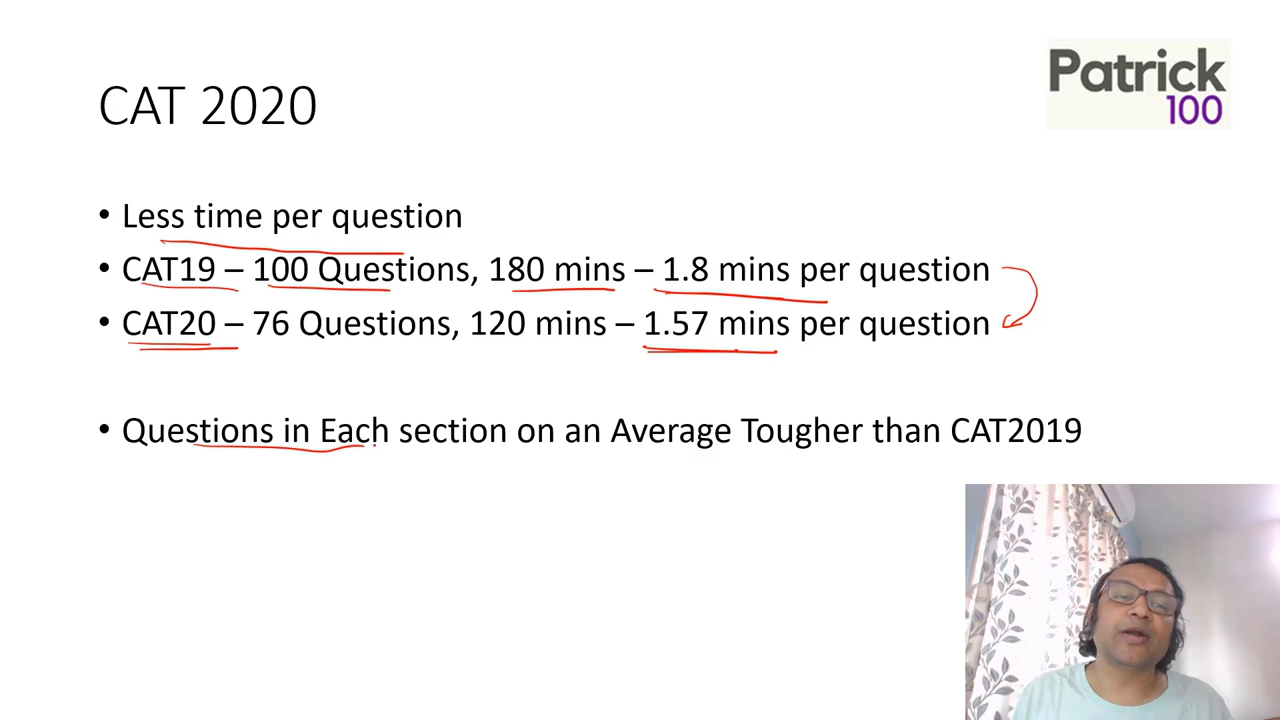 Patrick
100
CAT 2020
• Less time per question
• CAT19 – 100 Questions, 180 mins – 1.8 mins per question
• CAT20 – 76 Questions, 120 mins – 1.57 mins per question
• Questions in Each section on an Average Tougher than CAT2019